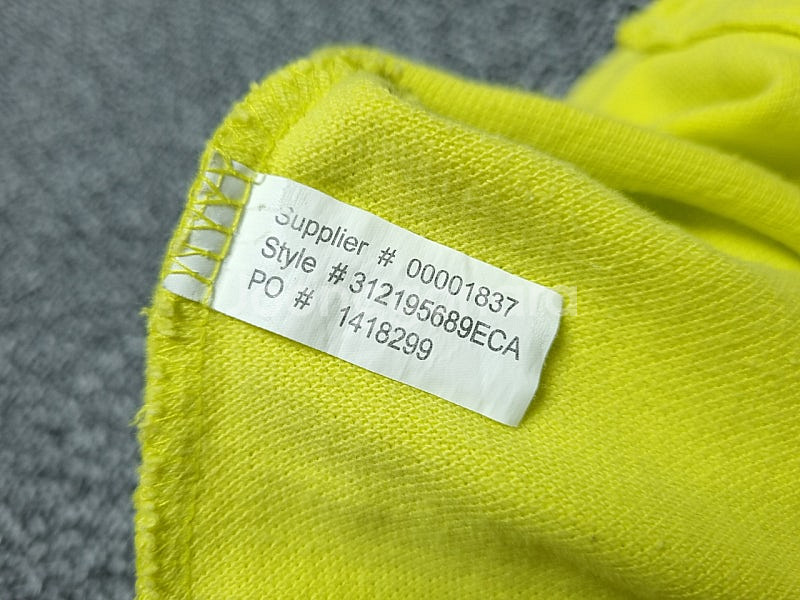 Supplier # 00001837
Style #312195689ECA
PO # 1418299